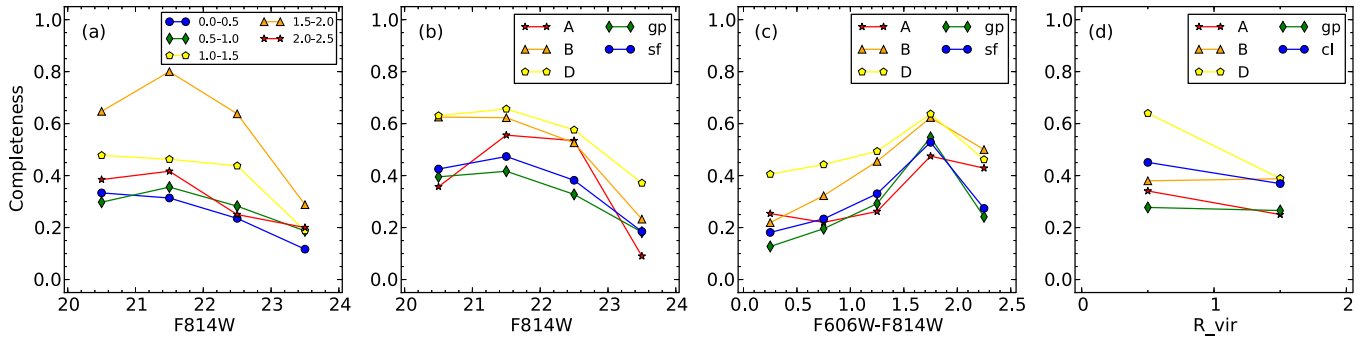 Completeness
1.0
0.8
0.6
0.4
0.2
0.0
(a)
0.0–0.5
0.5–1.0
1.0–1.5
1.5–2.0
2.0–2.5
20 21 22 23 24
F814W
1.0
0.8
0.6
0.4
0.2
0.0
(b)
A
B
D
gp
sf
20 21 22 23 24
F814W
1.0
0.8
0.6
0.4
0.2
0.0
(c)
A
B
D
gp
sf
0.0 0.5 1.0 1.5 2.0 2.5
F606W-F814W
1.0
0.8
0.6
0.4
0.2
0.0
(d)
A
B
D
gp
cl
0 1 2
R_vir